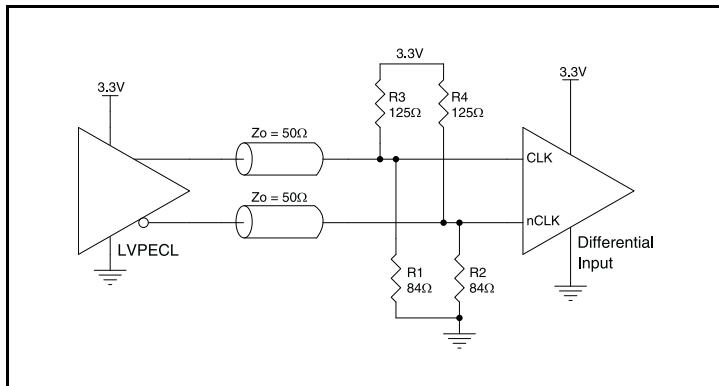 3.3V
3.3V
3.3V
R3
125Ω
R4
125Ω
Zo = 50Ω
CLK
Zo = 50Ω
nCLK
LVPECL
Differential
Input
R1
84Ω
R2
84Ω